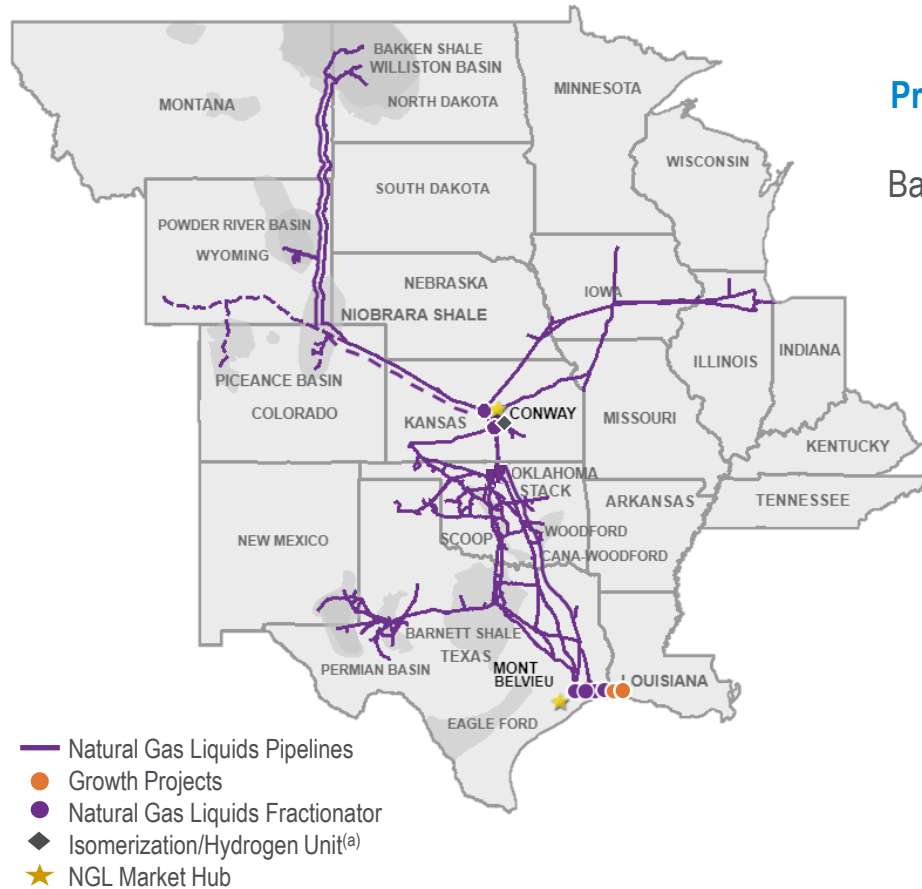 BAKKEN SHALE
WILLISTON BASIN
MONTANA
NORTH DAKOTA
MINNESOTA
Pr
WISCONSIN
SOUTH DAKOTA
Ba
POWDER RIVER BASIN
WYOMING
NEBRASKA
IOWA
NIOBRARA SHALE
ILLINOIS
INDIANA
PICEANCE BASIN
COLORADO
KANSAS
CONWAY
MISSOURI
KENTUCKY
OKLAHOMA
STACK
ARKANSAS
TENNESSEE
NEW MEXICO
SCOOP
WOODFORD
CANA-WOODFORD
BARNETT SHALE
TEXAS
PERMIAN BASIN
MONT
BELVIEU
LOUISIANA
EAGLE FORD
Natural Gas Liquids Pipelines
Growth Projects
Natural Gas Liquids Fractionator
Isomerization/Hydrogen Unit(a)
NGL Market Hub